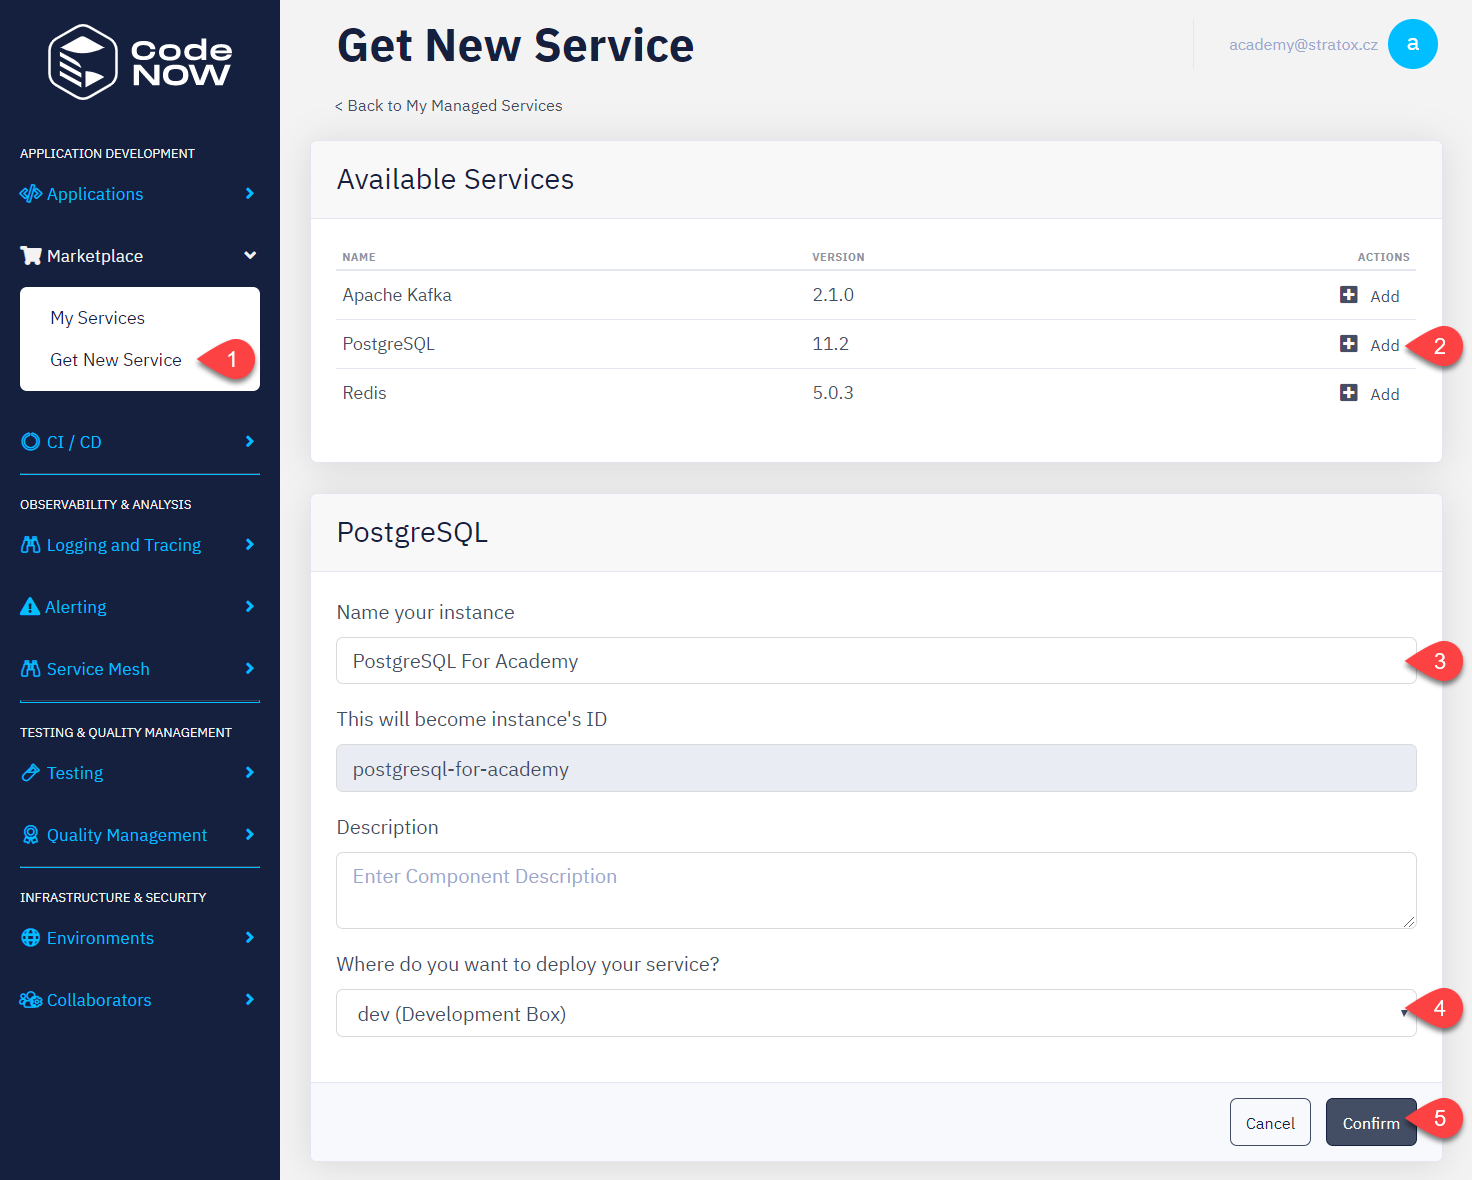 Code
NOW
APPLICATION DEVELOPMENT
Applications
Marketplace
My Services
Get New Service
1
CI / CD
OBSERVABILITY & ANALYSIS
Logging and Tracing
Alerting
Service Mesh
TESTING & QUALITY MANAGEMENT
Testing
Quality Management
INFRASTRUCTURE & SECURITY
Environments
Collaborators
Get New Service
academy@stratox.cz
a
< Back to My Managed Services
Available Services
NAME VERSION ACTIONS
Apache Kafka 2.1.0 Add
PostgreSQL 11.2 Add 2
Redis 5.0.3 Add
PostgreSQL
Name your instance
PostgreSQL For Academy 3
This will become instance's ID
postgresql-for-academy
Description
Enter Component Description
Where do you want to deploy your service?
dev (Development Box) 4
Cancel Confirm 5